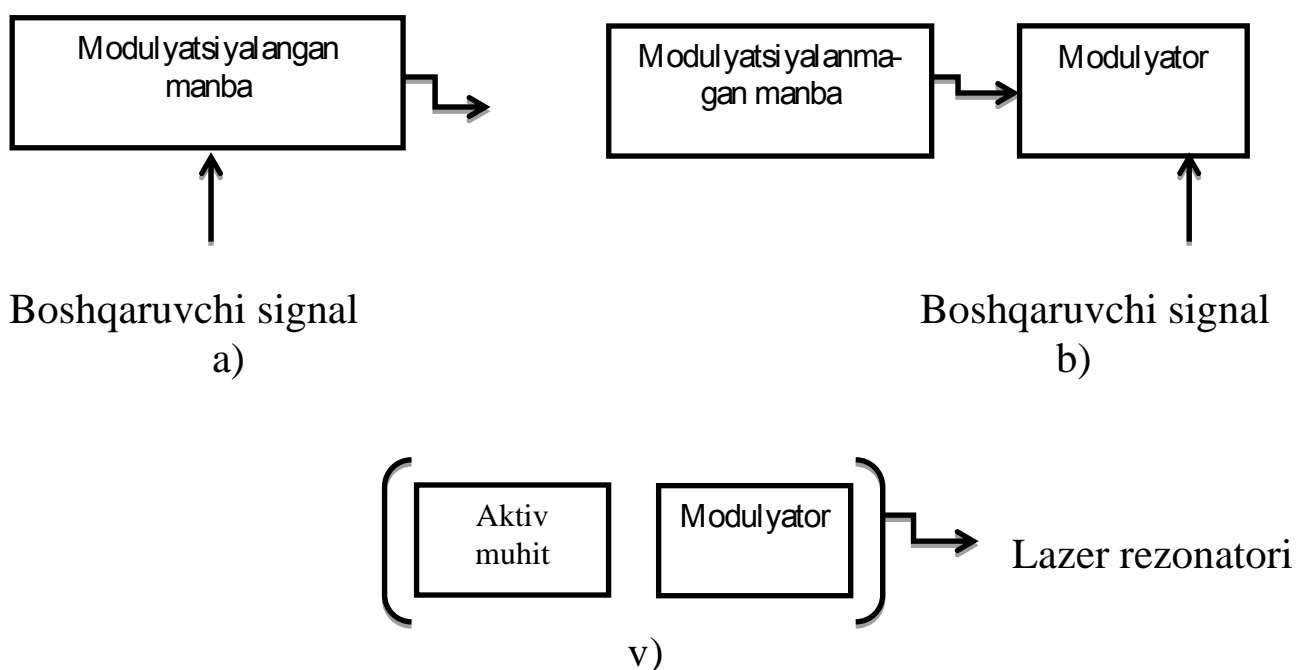 Modulyatsiyalangan
manba
Modulyatsiyalanma-
gan manba
Modulyator
Boshqaruvchi signal
a)
Boshqaruvchi signal
b)
Aktiv
muhit
Modulyator
Lazer rezonatori
v)